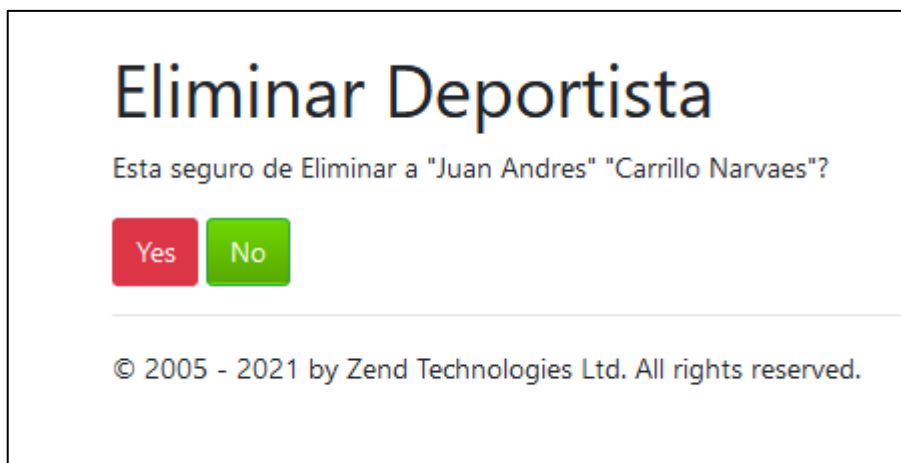 Eliminar Deportista
Esta seguro de Eliminar a "Juan Andres" "Carrillo Narvaes"?
Yes No
© 2005 - 2021 by Zend Technologies Ltd. All rights reserved.